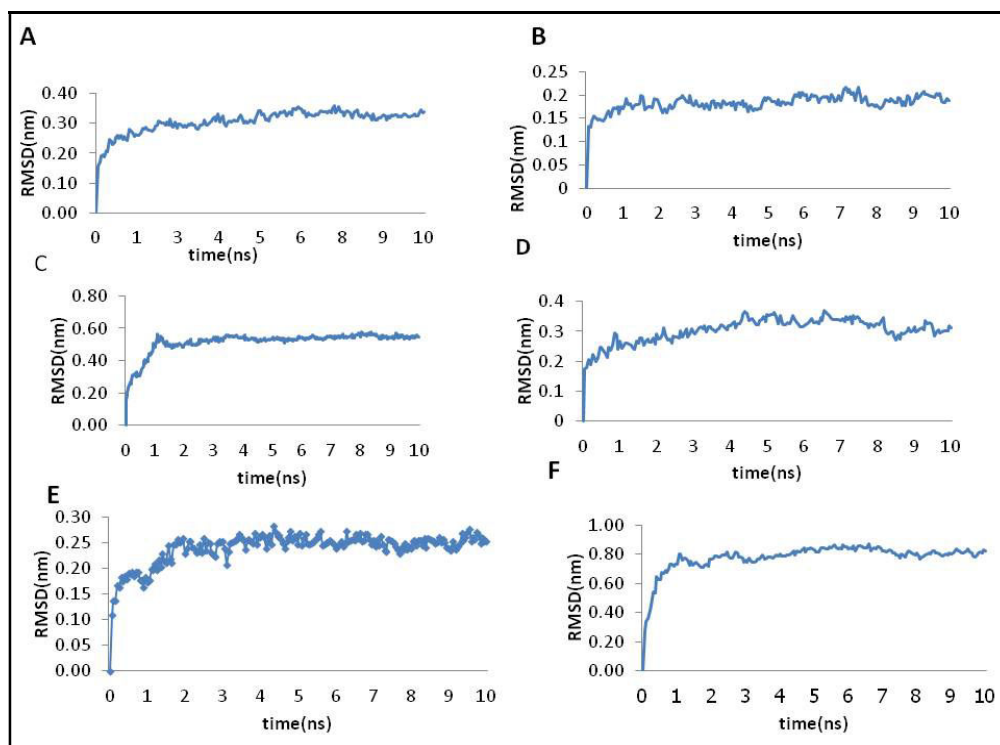 A
RMSD(nm)
0.40
0.30
0.20
0.10
0.00
0 1 3 4 5 6 8 9 10
time(ns)
B
RMSD(nm)
0.25
0.2
0.15
0.1
0.05
0
0 1 2 3 4 5 6 7 8 9 10
time(ns)
C
RMSD(nm)
0.80
0.60
0.40
0.20
0.00
0 1 2 3 4 5 6 7 8 9 10
time(ns)
D
RMSD(nm)
0.4
0.3
0.2
0.1
0
0 1 2 3 4 5 6 7 8 9 10
time(ns)
E
RMSD(nm)
0.30
0.25
0.20
0.15
0.10
0.05
0.00
0 1 2 3 4 5 6 7 8 9 10
time(ns)
F
RMSD(nm)
1.00
0.80
0.60
0.40
0.20
0.00
0 1 2 3 4 5 6 7 8 9 10
time(ns)